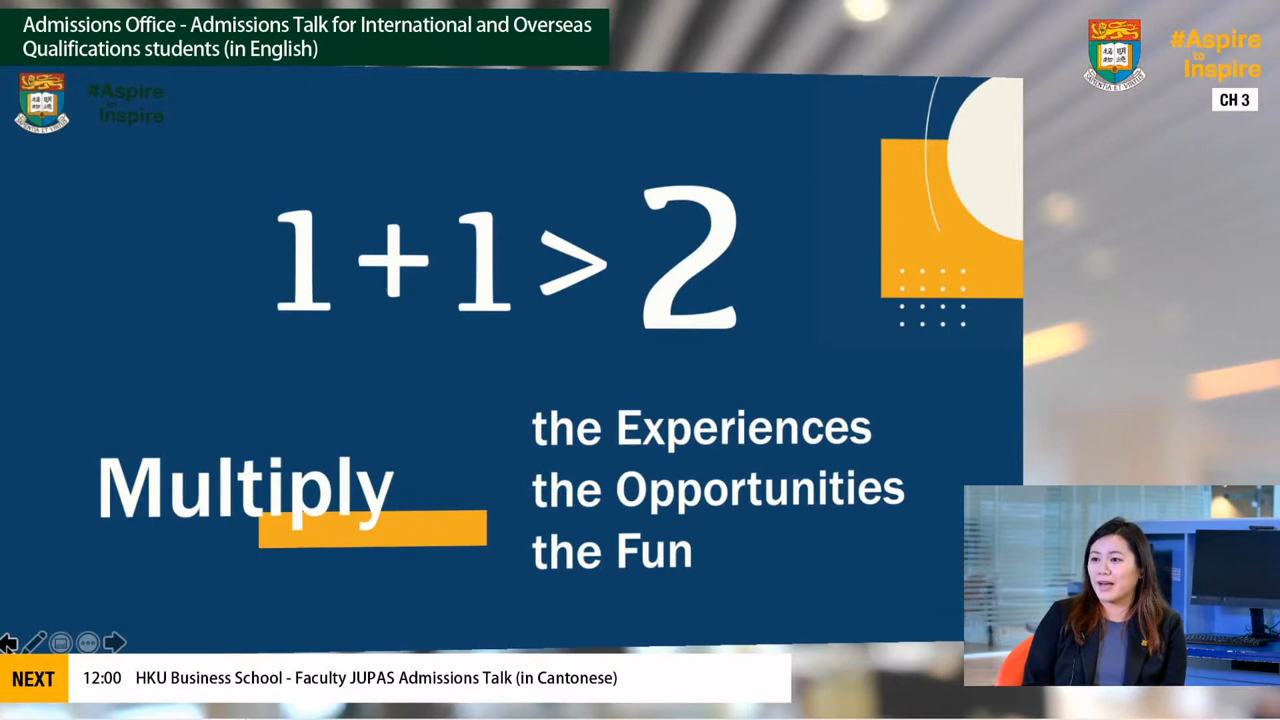 Admissions Office - Admissions Talk for International and Overseas
Qualifications students (in English)
#Aspire
to
Inspire
CH 3
#Aspire
to
Inspire
1+1>2
Multiply
the Experiences
the Opportunities
the Fun
NEXT
12:00 HKU Business School - Faculty JUPAS Admissions Talk (in Cantonese)